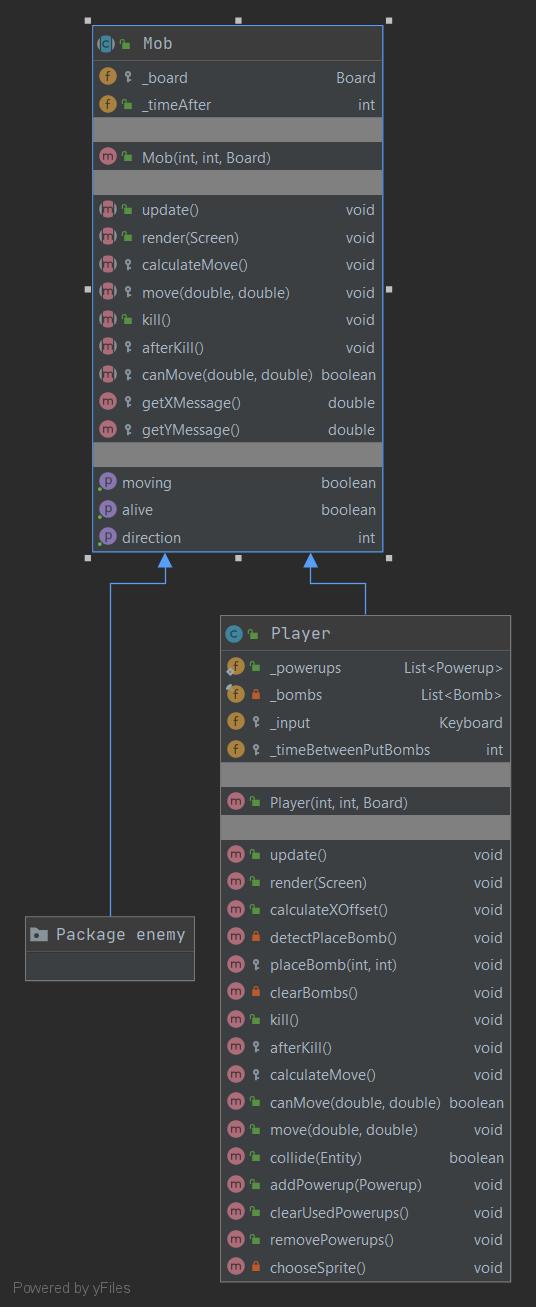 Mob
_board Board
_timeAfter int
Mob(int, int, Board)
update() void
render(Screen) void
calculateMove() void
move(double, double) void
kill() void
afterKill() void
canMove(double, double) boolean
getXMessage() double
getYMessage() double
moving boolean
alive boolean
direction int
Player
_powerups List<Powerup>
_bombs List<Bomb>
_input Keyboard
_timeBetweenPutBombs int
Player(int, int, Board)
update() void
render(Screen) void
calculateXOffset() void
detectPlaceBomb() void
placeBomb(int, int) void
clearBombs() void
kill() void
afterKill() void
calculateMove() void
canMove(double, double) boolean
move(double, double) void
collide(Entity) boolean
addPowerup(Powerup) void
clearUsedPowerups() void
removePowerups() void
chooseSprite() void
Package enemy
Powered by yFiles